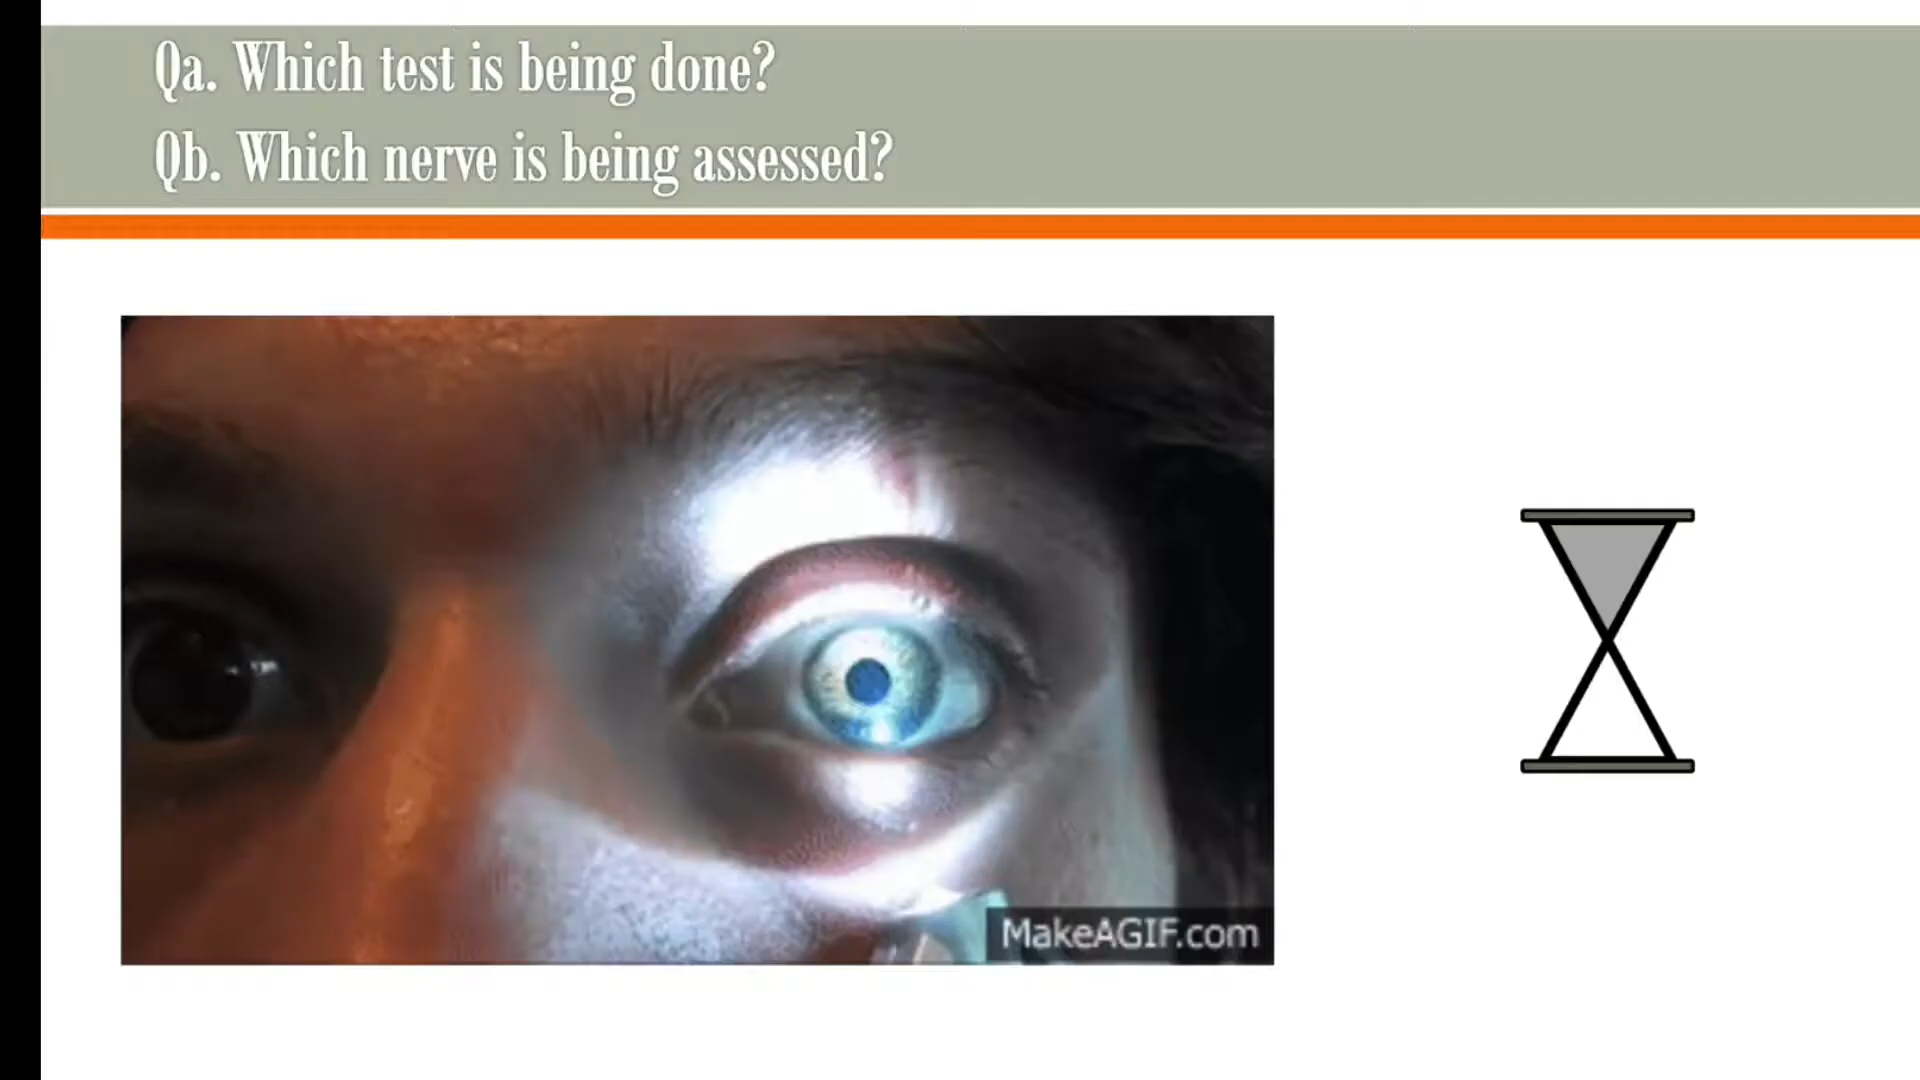 Qa. Which test is being done?
Qb. Which nerve is being assessed?
MakeAGIF.com